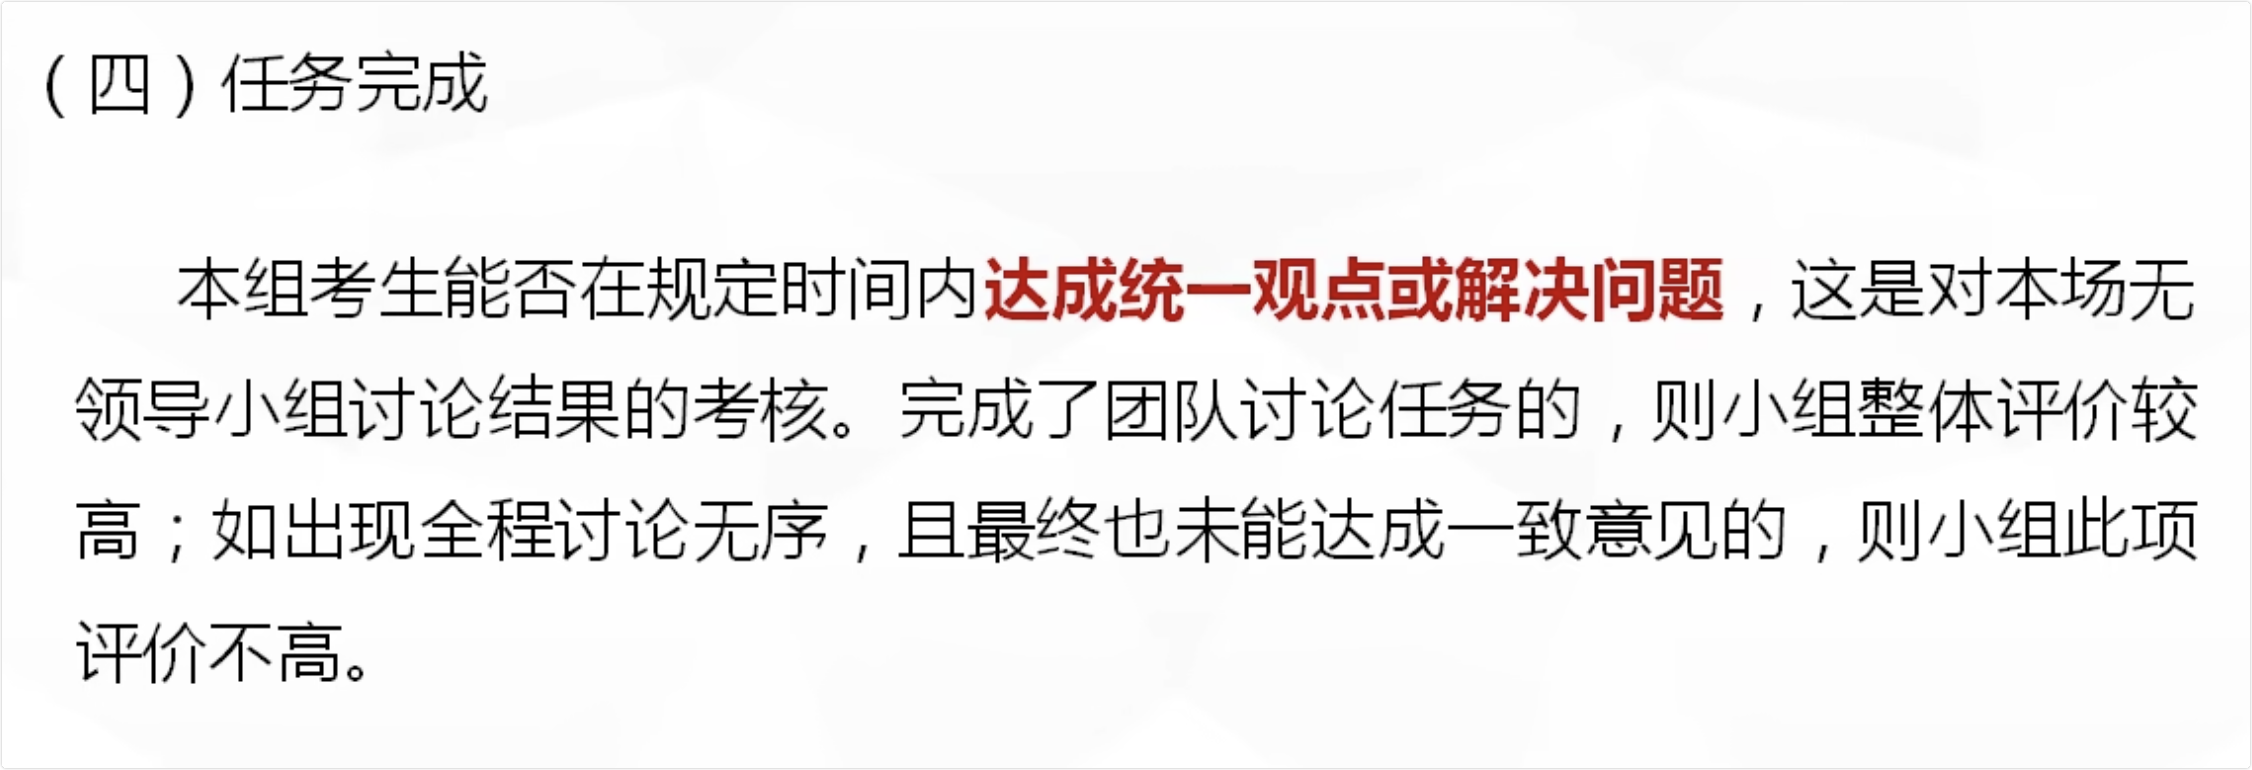 （四）任务完成
本组考生能否在规定时间内达成统一观点或解决问题，这是对本场无
领导小组讨论结果的考核。完成了团队讨论任务的，则小组整体评价较
高；如出现全程讨论无序，且最终也未能达成一致意见的，则小组此项
评价不高。